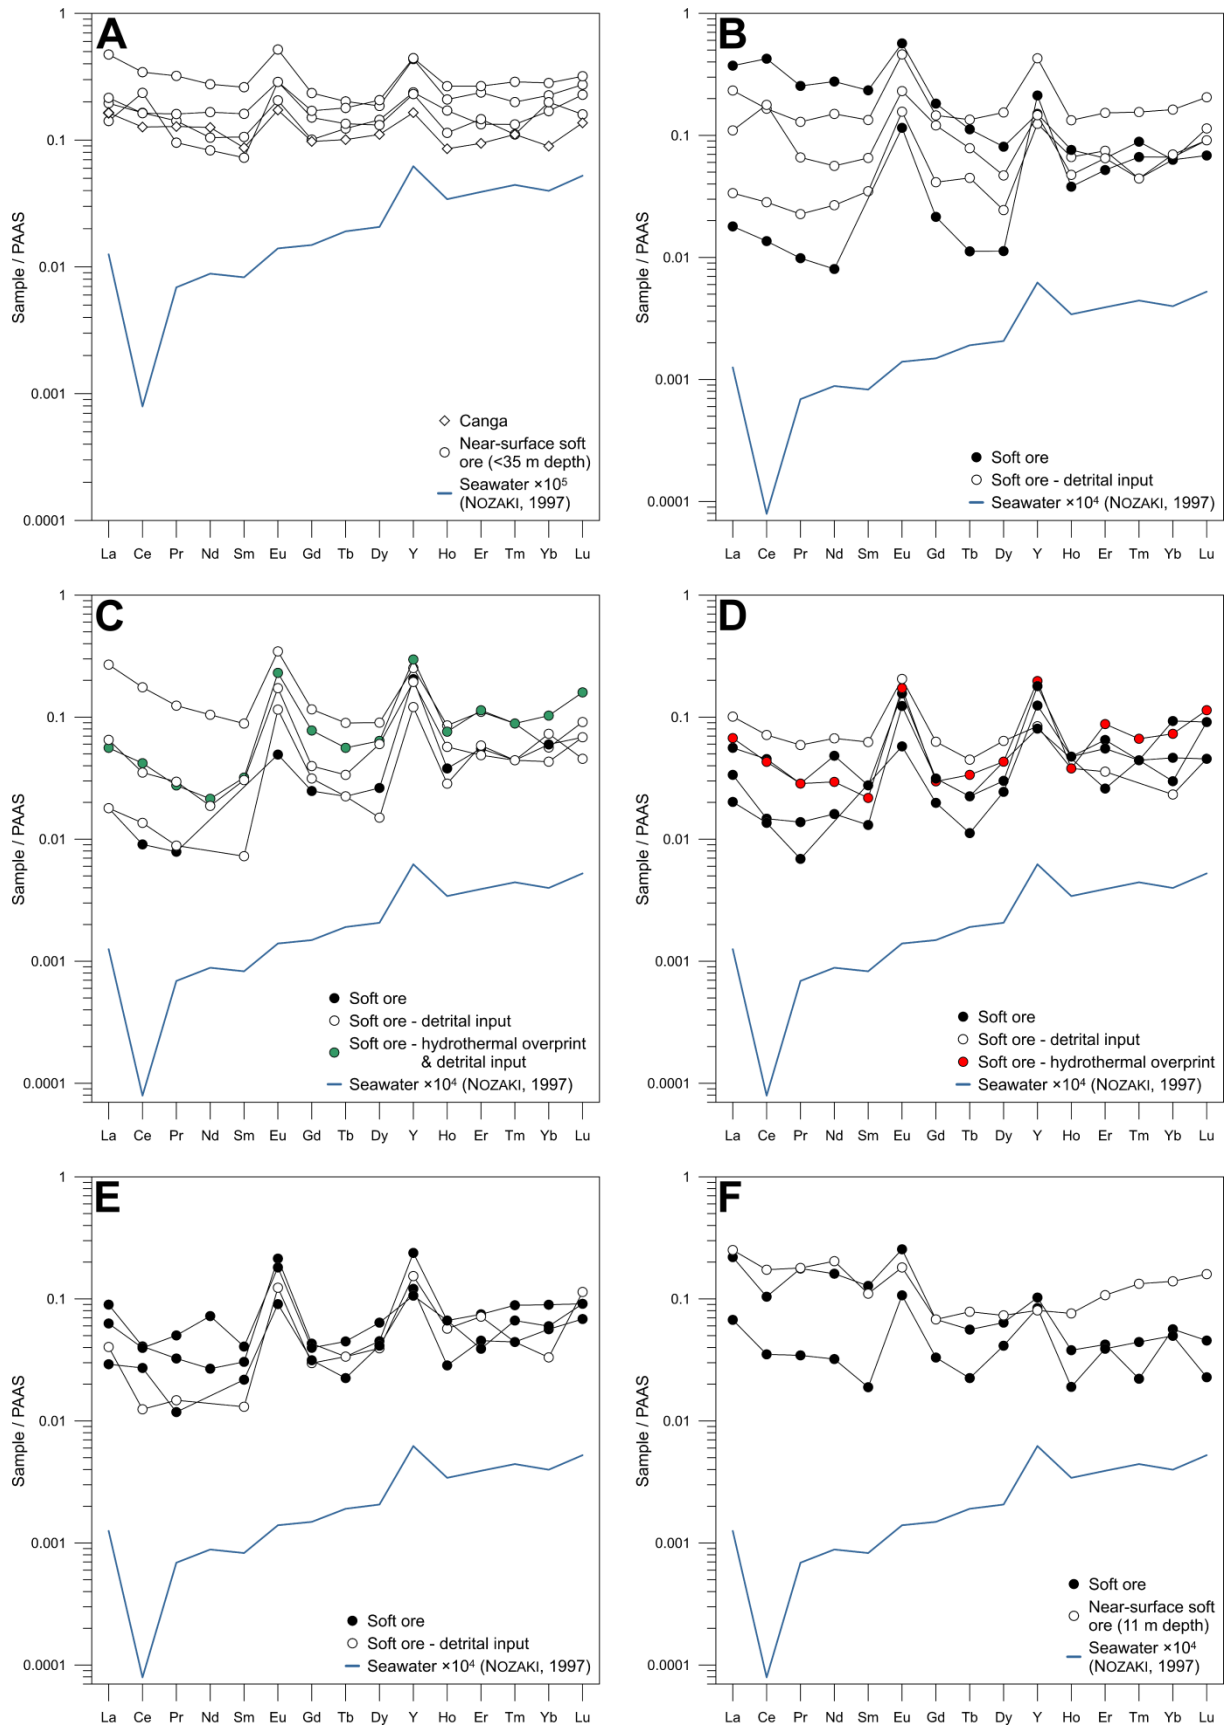 A
Sample / PAAS
1
0.1
0.01
0.001
0.0001
Canga
Near-surface soft
ore (<35 m depth)
Seawater ×10⁵
(NOZAKI, 1997)
La Ce Pr Nd Sm Eu Gd Tb Dy Y Ho Er Tm Yb Lu
B
Sample / PAAS
1
0.1
0.01
0.001
0.0001
Soft ore
Soft ore - detrital input
Seawater ×10⁴ (NOZAKI, 1997)
La Ce Pr Nd Sm Eu Gd Tb Dy Y Ho Er Tm Yb Lu
C
Sample / PAAS
1
0.1
0.01
0.001
0.0001
Soft ore
Soft ore - detrital input
Soft ore - hydrothermal overprint
& detrital input
Seawater ×10⁴ (NOZAKI, 1997)
La Ce Pr Nd Sm Eu Gd Tb Dy Y Ho Er Tm Yb Lu
D
Sample / PAAS
1
0.1
0.01
0.001
0.0001
Soft ore
Soft ore - detrital input
Soft ore - hydrothermal overprint
Seawater ×10⁴ (NOZAKI, 1997)
La Ce Pr Nd Sm Eu Gd Tb Dy Y Ho Er Tm Yb Lu
E
Sample / PAAS
1
0.1
0.01
0.001
0.0001
Soft ore
Soft ore - detrital input
Seawater ×10⁴ (NOZAKI, 1997)
La Ce Pr Nd Sm Eu Gd Tb Dy Y Ho Er Tm Yb Lu
F
Sample / PAAS
1
0.1
0.01
0.001
0.0001
Soft ore
Near-surface soft
ore (11 m depth)
Seawater ×10⁴
(NOZAKI, 1997)
La Ce Pr Nd Sm Eu Gd Tb Dy Y Ho Er Tm Yb Lu